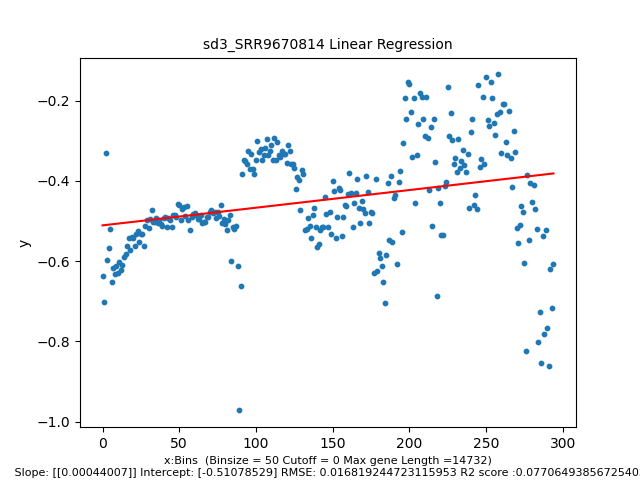 sd3_SRR9670814 Linear Regression
−0.2
−0.4
−0.6
−0.8
−1.0
y
0 50 100 150 200 250 300
x:Bins (Binsize = 50 Cutoff = 0 Max gene Length =14732)
Slope: [[0.00044007]] Intercept: [-0.51078529] RMSE: 0.016819244723115953 R2 score :0.0770649385672540